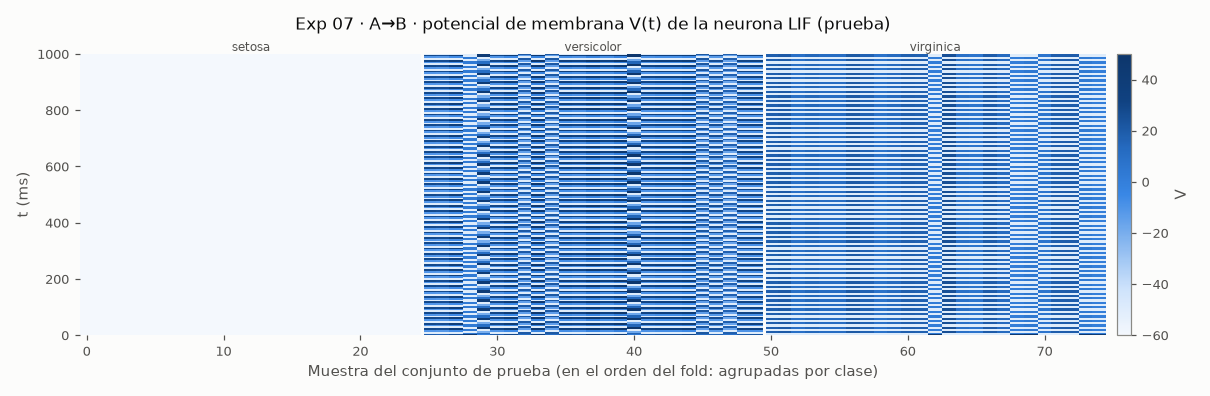 Exp 07 · A→B · potencial de membrana V(t) de la neurona LIF (prueba)
setosa versicolor virginica
1000
800
600
400
200
0
t (ms)
0 10 20 30 40 50 60 70
Muestra del conjunto de prueba (en el orden del fold: agrupadas por clase)
40
20
0
−20
−40
−60
V